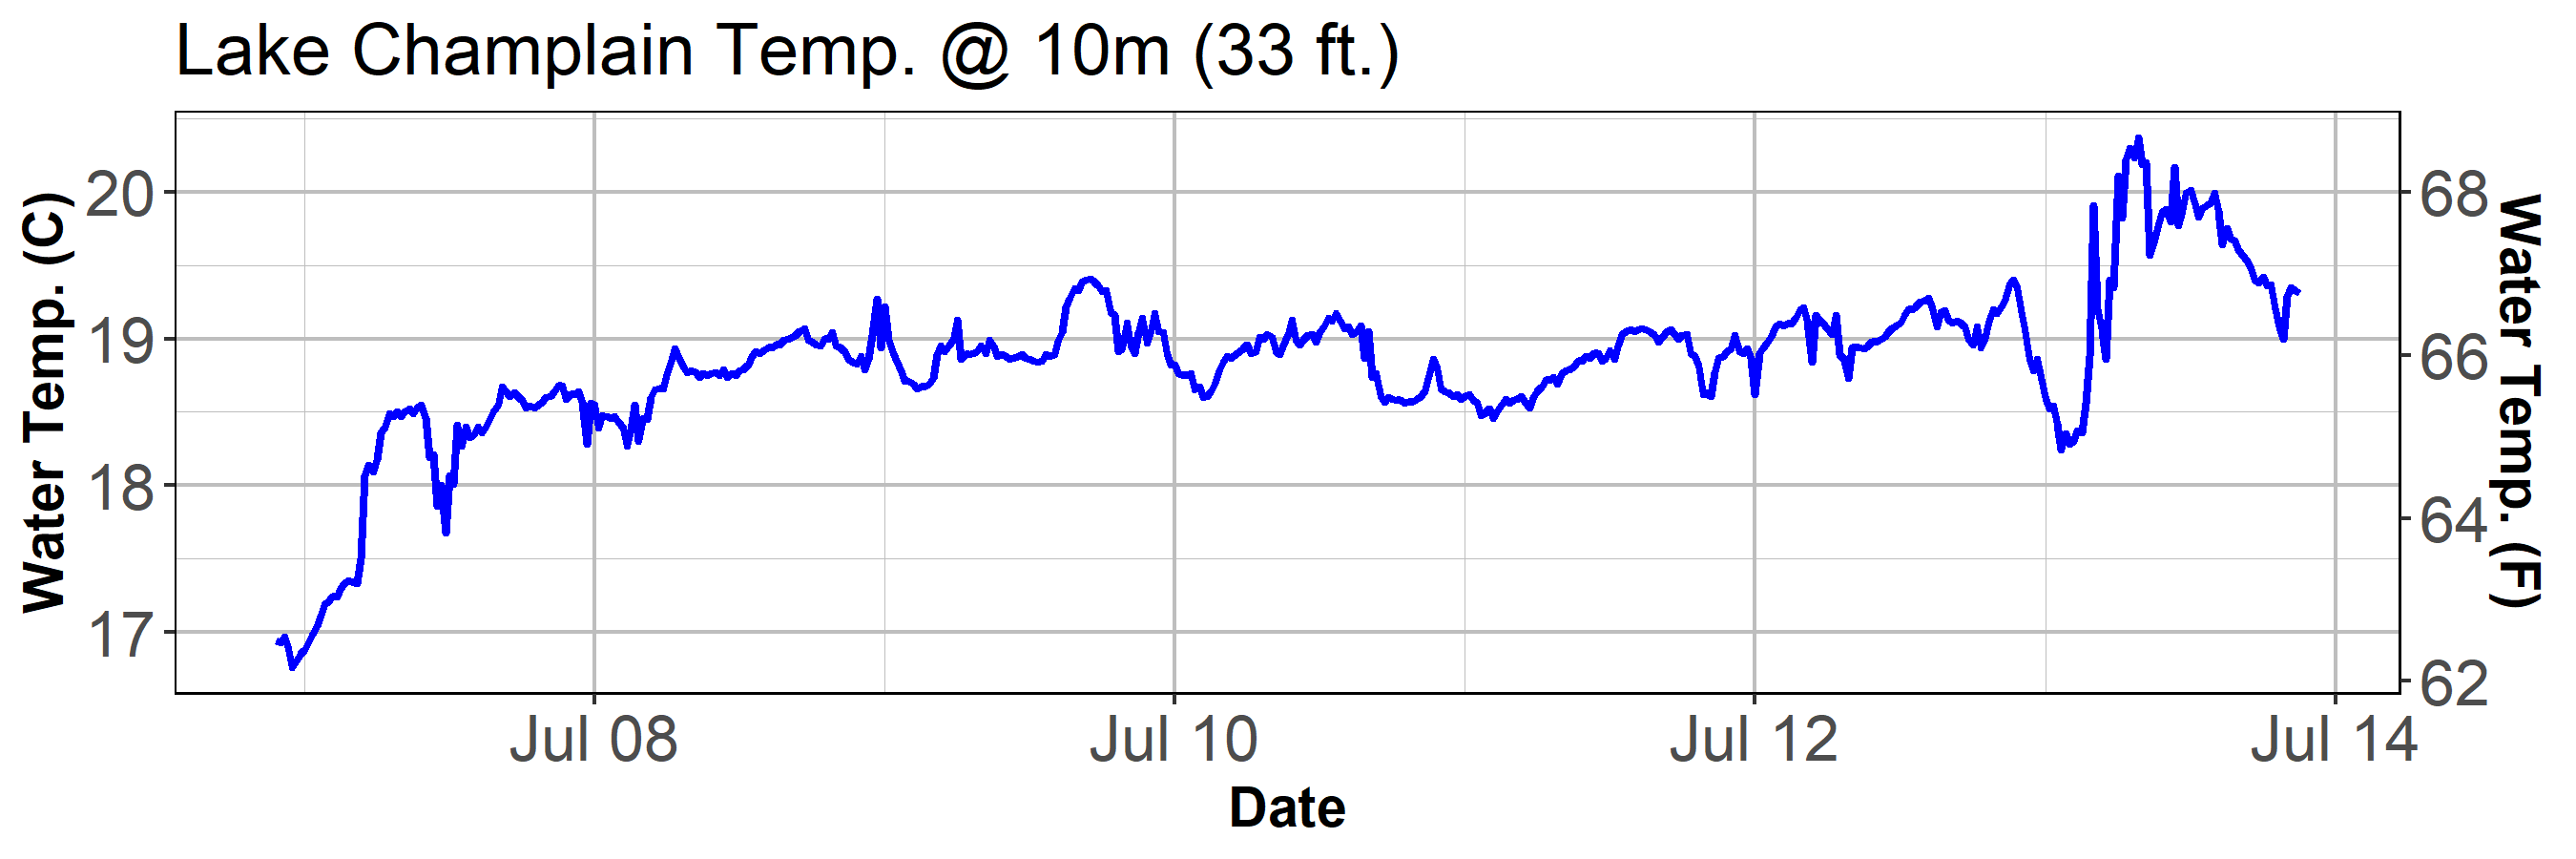 Lake Champlain Temp. @ 10m (33 ft.)
Water Temp. (C)
20
19
18
17
68
66
64
62
Water Temp. (F)
Jul 08
Jul 10
Jul 12
Jul 14
Date